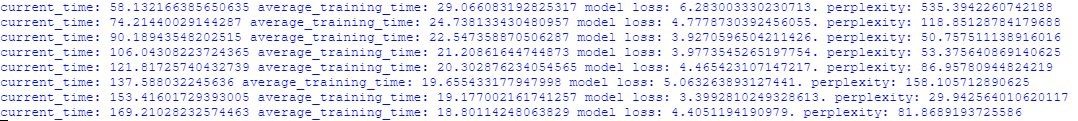 current_time: 58.132166385650635 average_training_time: 29.066083192825317 model loss: 6.283003330230713. perplexity: 535.3942260742188
current_time: 74.21440029144287 average_training_time: 24.738133430480957 model loss: 4.7778730392456055. perplexity: 118.85128784179688
current_time: 90.18943548202515 average_training_time: 22.547358870506287 model loss: 3.9270596504211426. perplexity: 50.757511138916016
current_time: 106.04308223724365 average_training_time: 21.20861644744873 model loss: 3.9773545265197754. perplexity: 53.375640869140625
current_time: 121.81725740432739 average_training_time: 20.302876234054565 model loss: 4.465423107147217. perplexity: 86.95780944824219
current_time: 137.588032245636 average_training_time: 19.655433177947998 model loss: 5.063263893127441. perplexity: 158.105712890625
current_time: 153.41601729393005 average_training_time: 19.177002161741257 model loss: 3.3992810249328613. perplexity: 29.942564010620117
current_time: 169.21028232574463 average_training_time: 18.80114248063829 model loss: 4.4051194190979. perplexity: 81.8689193725586